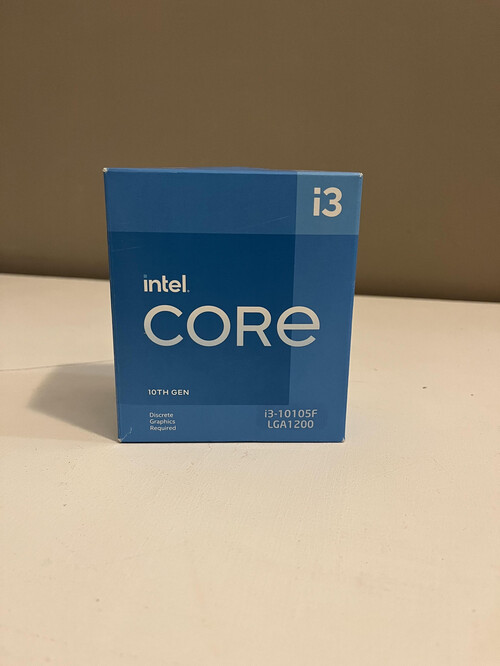 i3
intel.
CORe
10TH GEN
Discrete
Graphics
Required
i3-10105F
LGA1200